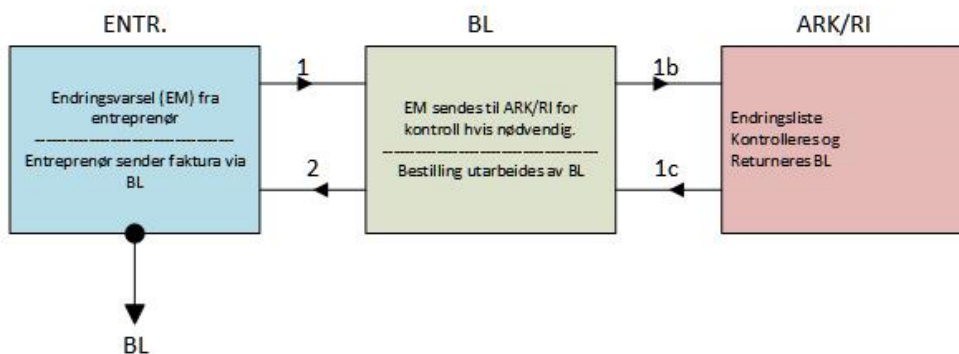 ENTR.
BL
ARK/RI
1
1b
Endringsvarsel (EM) fra
entreprenør
Entreprenør sender faktura via
BL
EM sendes til ARK/RI for
kontroll hvis nødvendig.
Bestilling utarbeides av BL
Endringsliste
Kontrolleres og
Returneres BL
2
1c
BL